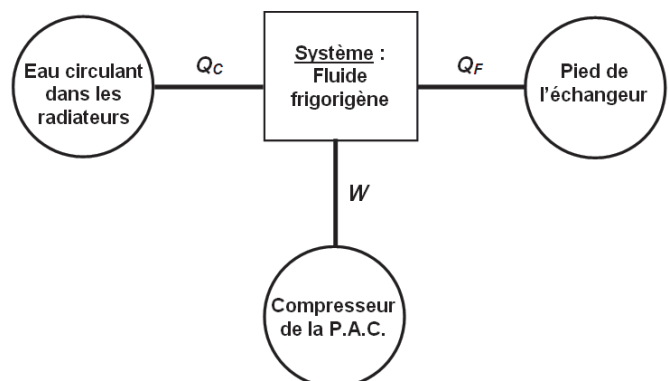 Eau circulant
dans les
radiateurs
QC
Système :
Fluide
frigorigène
QF
Pied de
l'échangeur
W
Compresseur
de la P.A.C.